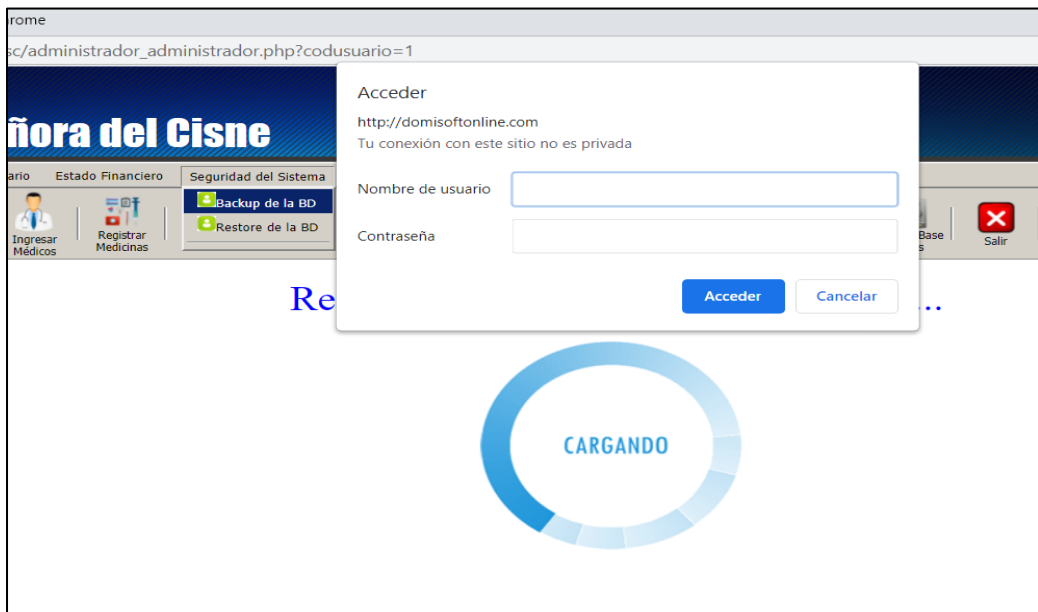 rome
sc/administrador_administrador.php?codusuario=1
Acceder
http://domisoftonline.com
Tu conexión con este sitio no es privada
ñora del Cisne
ario Estado Financiero Seguridad del Sistema
Nombre de usuario
Backup de la BD
Restore de la BD
Contraseña
Ingresar
Médicos
Registrar
Medicinas
Base
s
Salir
Acceder Cancelar
Re ...
CARGANDO